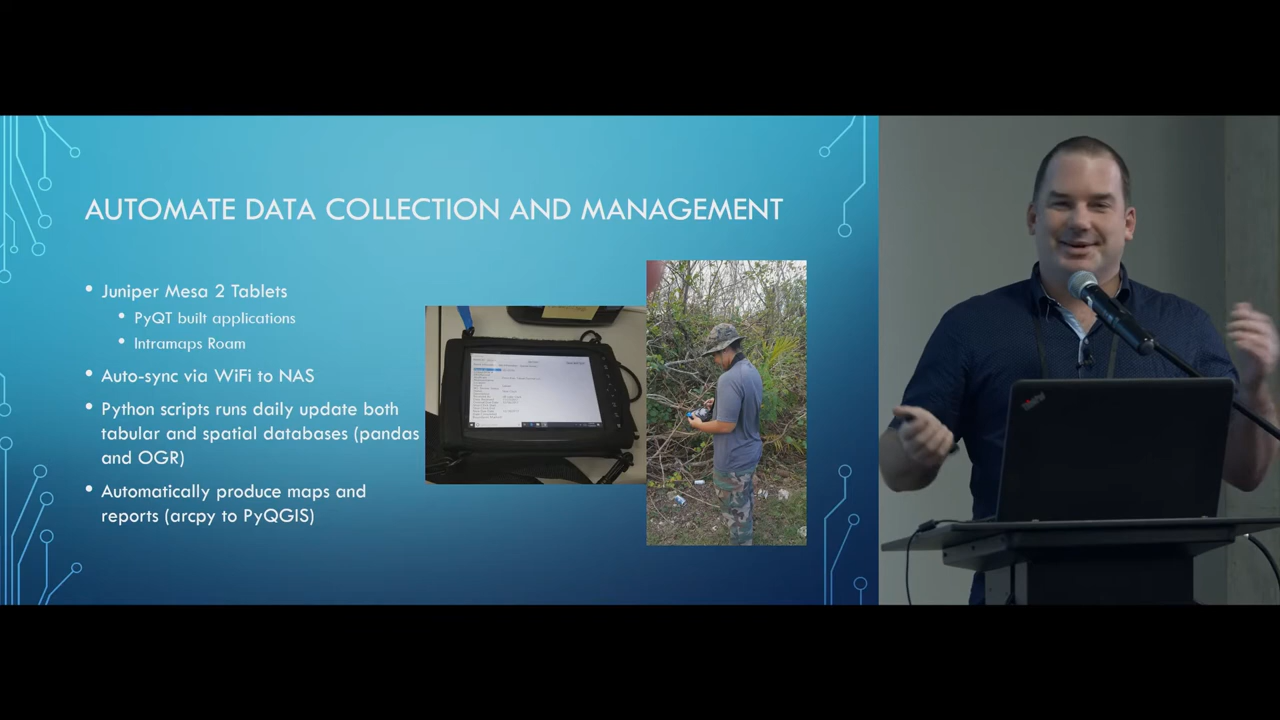 AUTOMATE DATA COLLECTION AND MANAGEMENT
Juniper Mesa 2 Tablets
PyQT built applications
Intramaps Roam
Auto-sync via WiFi to NAS
Python scripts runs daily update both
tabular and spatial databases (pandas
and OGR)
Automatically produce maps and
reports (arcpy to PyQGIS)
ThinkPad